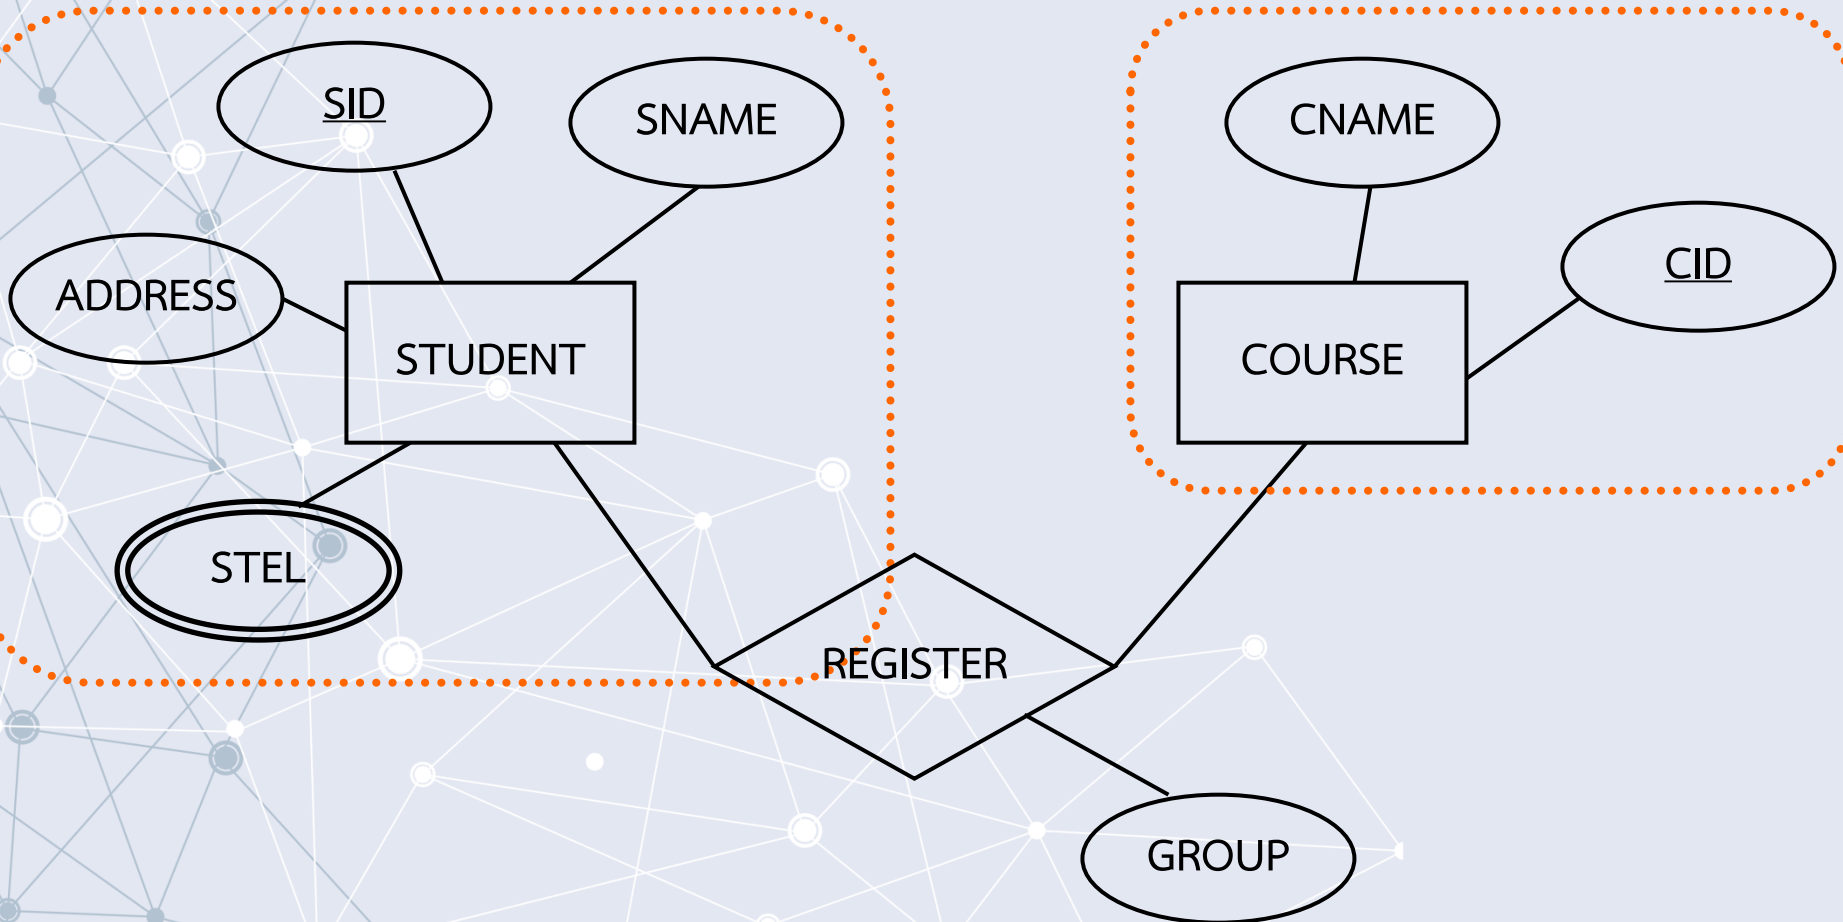 SID
SNAME
CNAME
CID
ADDRESS
STUDENT
COURSE
STEL
REGISTER
GROUP